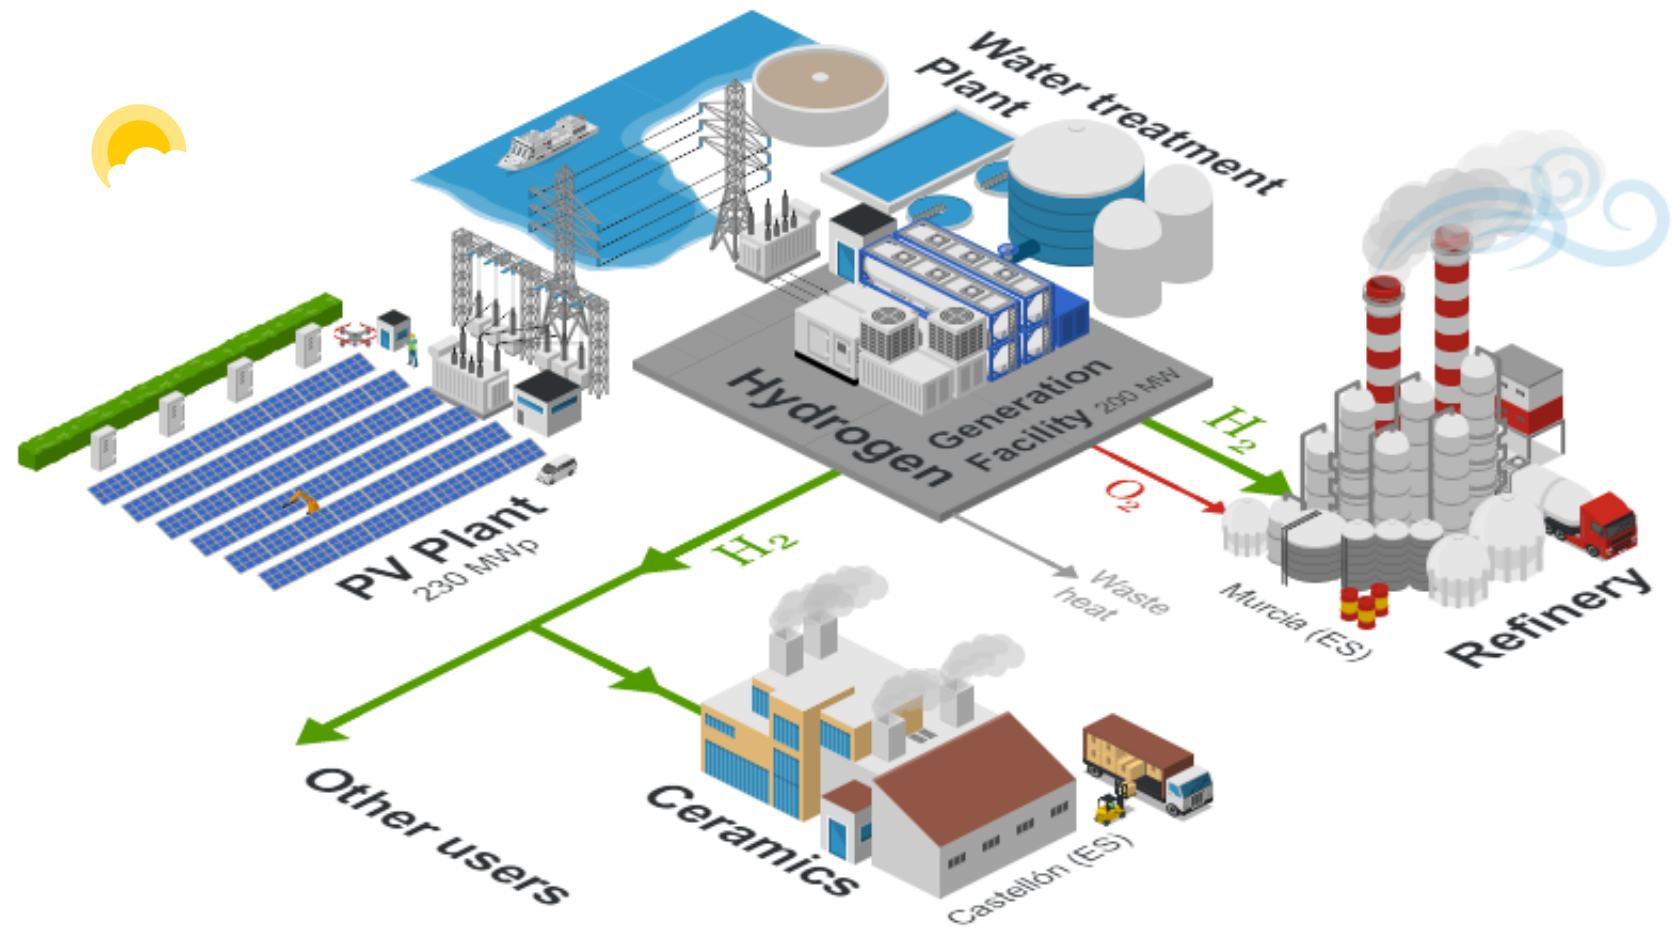 Water treatment
Plant
Hydrogen
Generation
Facility 200 MW
H₂
O₂
H₂
Waste
heat
PV Plant
230 MWp
Murcia (ES)
Refinery
Other users
Ceramics
Castellón (ES)